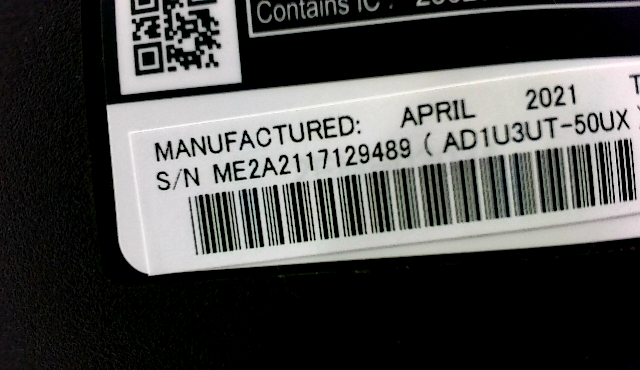 Contains IC :
MANUFACTURED: APRIL 2021
S/N ME2A2117129489 ( AD1U3UT-50UX )